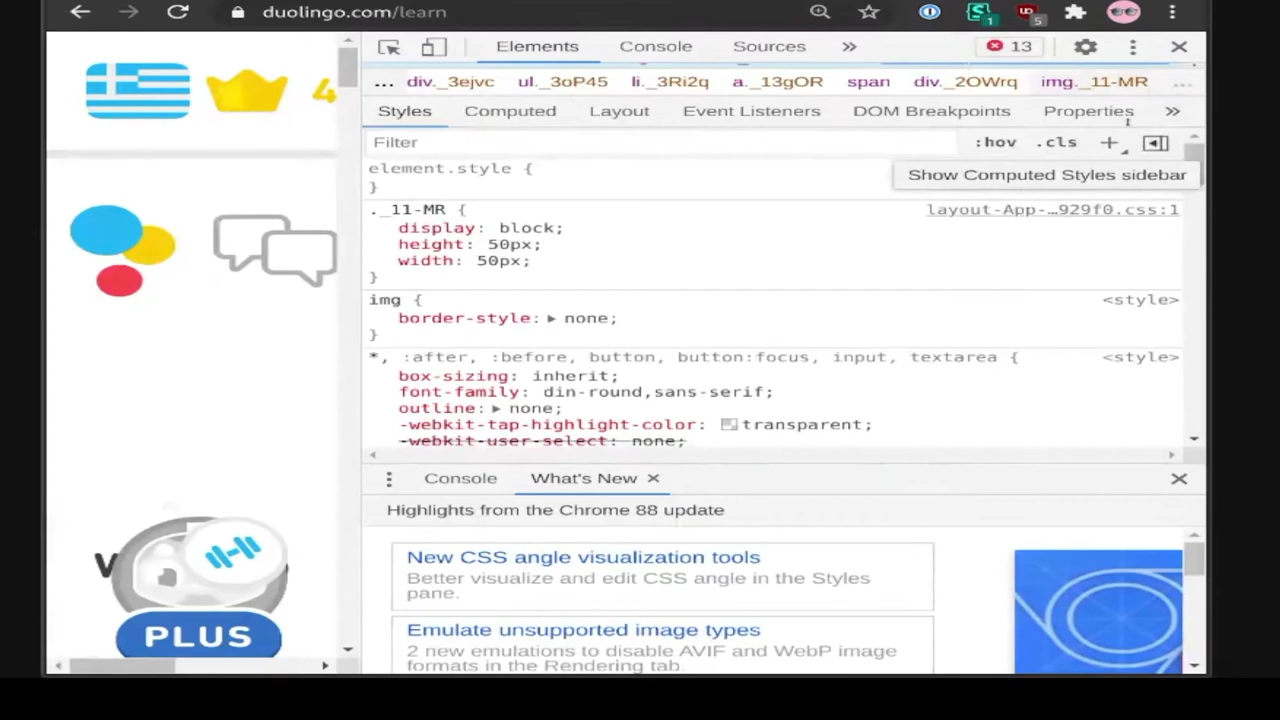 duolingo.com/learn
1
5
4
Elements Console Sources » 13
... div._3ejvc ul._3oP45 li._3Ri2q a._13gOR span div._2OWrq img._11-MR ...
Styles Computed Layout Event Listeners DOM Breakpoints Properties »
Filter :hov .cls +
Show Computed Styles sidebar
element.style {
}
._11-MR { layout-App-…929f0.css:1
display: block;
height: 50px;
width: 50px;
}
img { <style>
border-style: ▶ none;
}
*, :after, :before, button, button:focus, input, textarea { <style>
box-sizing: inherit;
font-family: din-round,sans-serif;
outline: ▶ none;
-webkit-tap-highlight-color: transparent;
-webkit-user-select: none;
Console What's New ×
Highlights from the Chrome 88 update
New CSS angle visualization tools
Better visualize and edit CSS angle in the Styles
pane.
Emulate unsupported image types
2 new emulations to disable AVIF and WebP image
formats in the Rendering tab.
PLUS